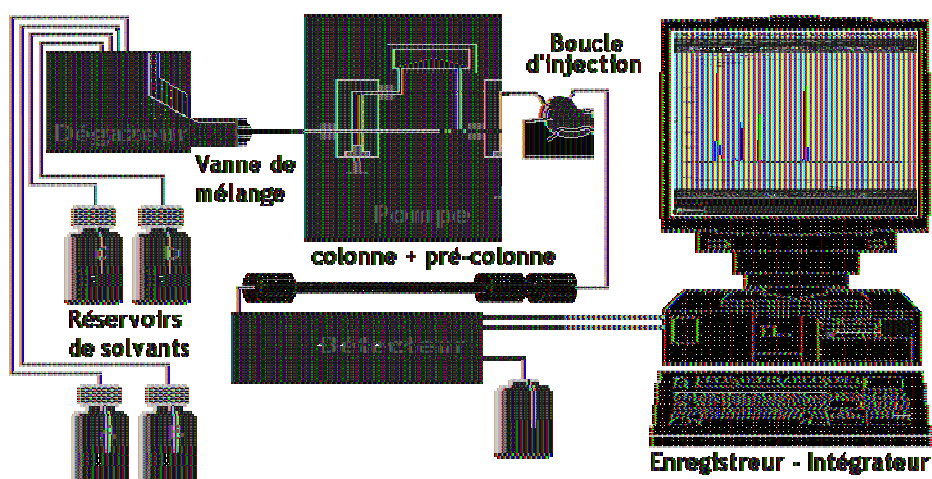 Boucle
d'injection
Dégazeur
Vanne de
mélange
Pompe
colonne + pré-colonne
Réservoirs
de solvants
Détecteur
Enregistreur - Intégrateur